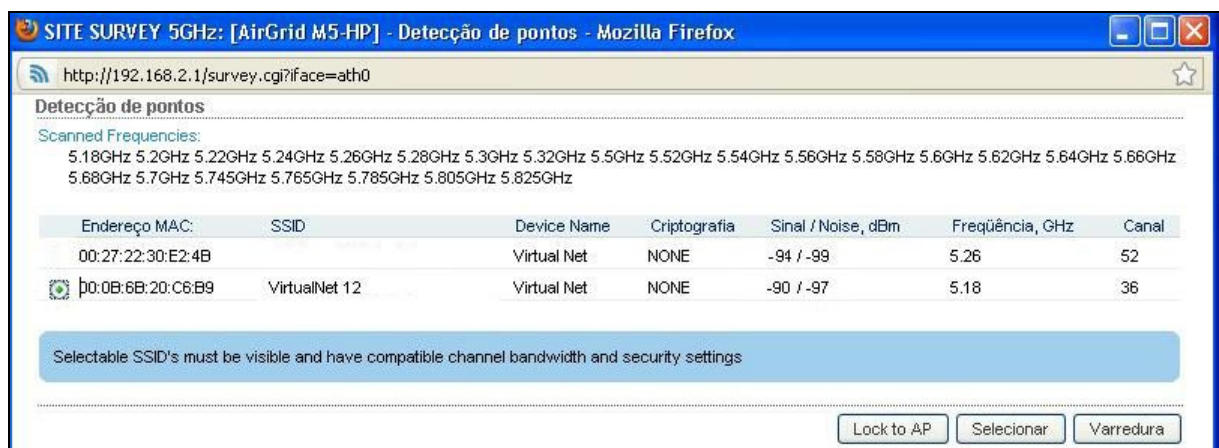 SITE SURVEY 5GHz: [AirGrid M5-HP] - Detecção de pontos - Mozilla Firefox
http://192.168.2.1/survey.cgi?iface=ath0
Detecção de pontos
Scanned Frequencies:
5.18GHz 5.2GHz 5.22GHz 5.24GHz 5.26GHz 5.28GHz 5.3GHz 5.32GHz 5.5GHz 5.52GHz 5.54GHz 5.56GHz 5.58GHz 5.6GHz 5.62GHz 5.64GHz 5.66GHz
5.68GHz 5.7GHz 5.745GHz 5.765GHz 5.785GHz 5.805GHz 5.825GHz
Endereço MAC: SSID Device Name Criptografia Sinal / Noise, dBm Freqüência, GHz Canal
00:27:22:30:E2:4B Virtual Net NONE -94 / -99 5.26 52
00:0B:6B:20:C6:B9 VirtualNet 12 Virtual Net NONE -90 / -97 5.18 36
Selectable SSID's must be visible and have compatible channel bandwidth and security settings
Lock to AP Selecionar Varredura